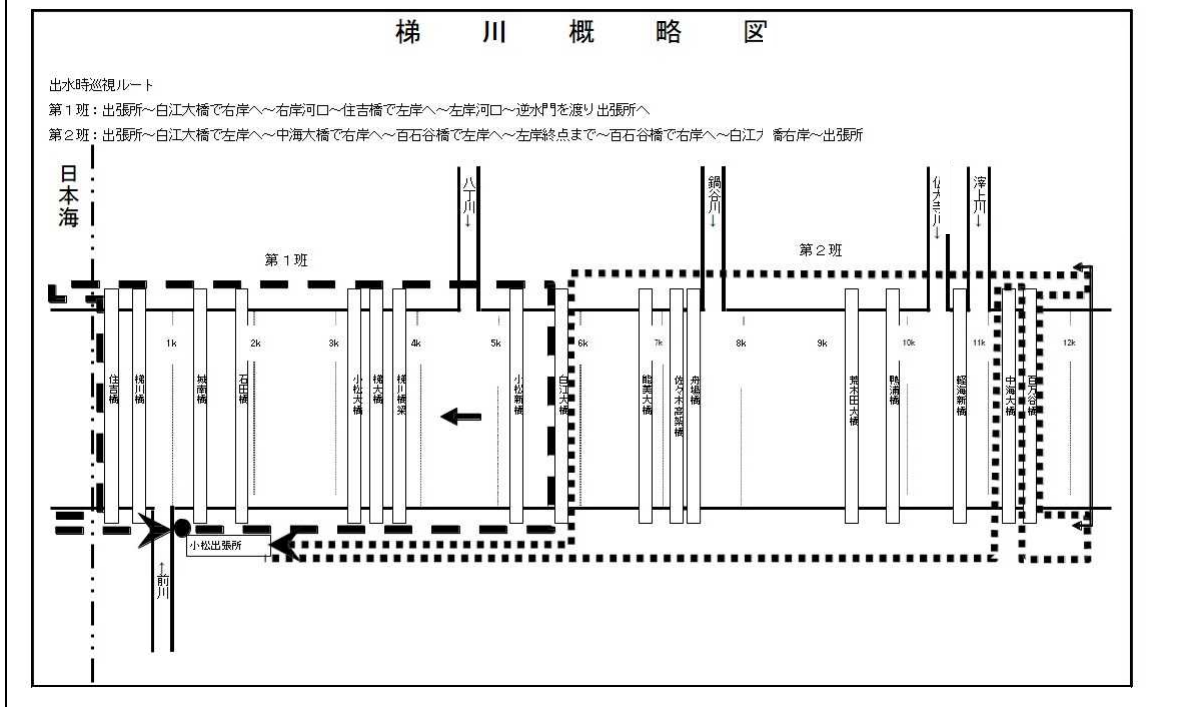 梯川概略図
出水時巡視ルート
第1班：出張所～白江大橋で右岸へ～右岸河口～住吉橋で左岸へ～左岸河口～逆水門を渡り出張所へ
第2班：出張所～白江大橋で左岸へ～中海大橋で右岸へ～百石谷橋で左岸へ～左岸終点まで～百石谷橋で右岸へ～白江大橋右岸～出張所
日本海
八丁川→
鍋谷川→
仏大寺川→
滓上川→
第1班
第2班
1k
2k
3k
4k
5k
6k
7k
8k
9k
10k
11k
12k
住吉橋
梯川橋
城南橋
石田橋
小松大橋
梯大橋
梯川橋梁
小松新橋
白江大橋
能美大橋
佐々木高架橋
舟場橋
荒木田大橋
鴨浦橋
軽海新橋
中海大橋
小松出張所
←前川